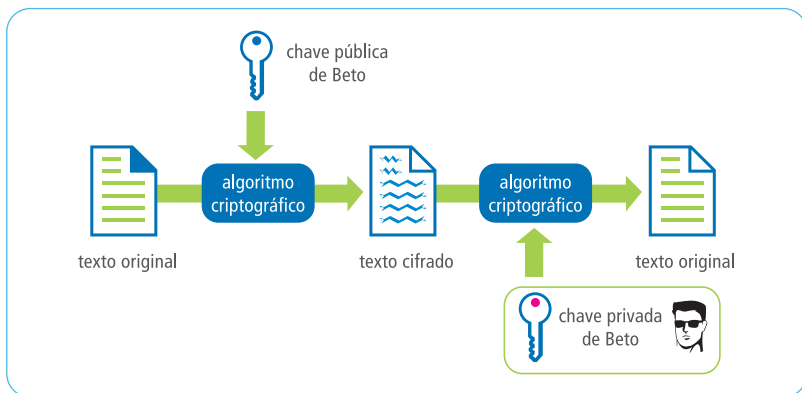 chave pública
de Beto
algoritmo
criptográfico
algoritmo
criptográfico
texto original
texto cifrado
texto original
chave privada
de Beto